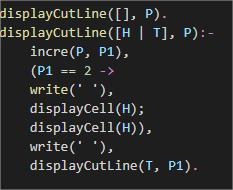 displayCutLine([], P).
displayCutLine([H | T], P):-
incre(P, P1),
(P1 == 2 ->
write(' '),
displayCell(H);
displayCell(H)),
write(' '),
displayCutLine(T, P1).